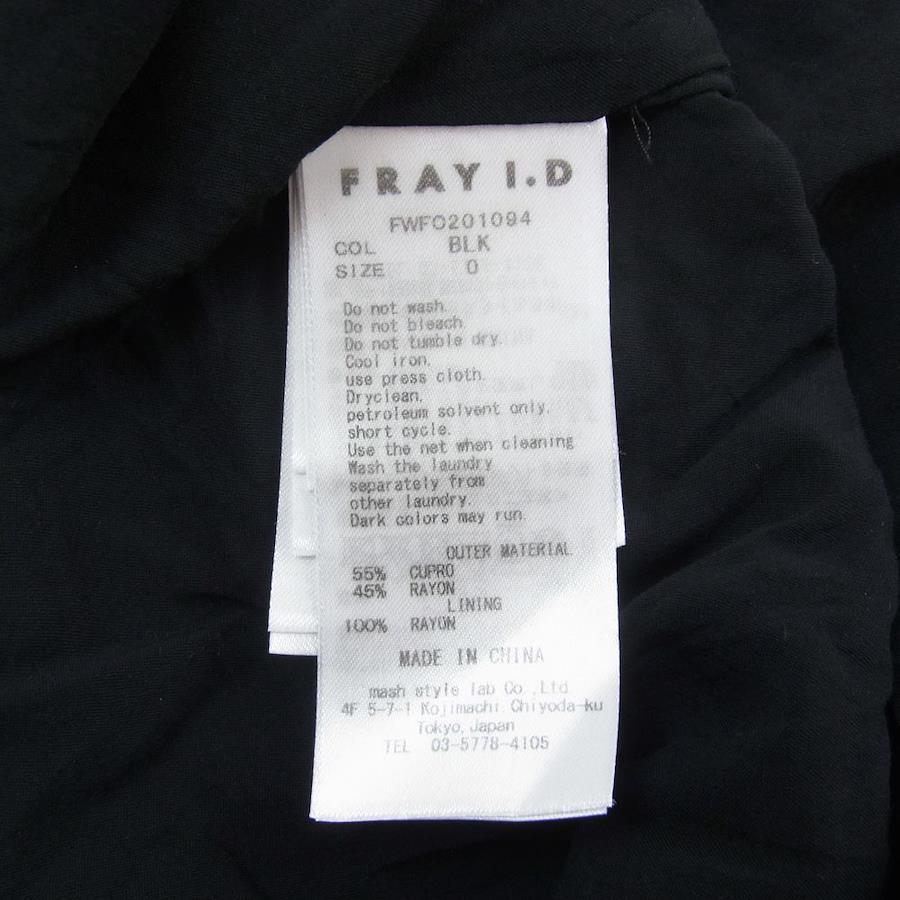 FRAY I.D
FWFO201094
COL BLK
SIZE 0
Do not wash.
Do not bleach.
Do not tumble dry.
Cool iron.
use press cloth.
Dryclean.
petroleum solvent only.
short cycle.
Use the net when cleaning
Wash the laundry
separately from
other laundry.
Dark colors may run.
OUTER MATERIAL
55% CUPRO
45% RAYON
LINING
100% RAYON
MADE IN CHINA
mash style lab Co.,Ltd.
4F 5-7-1 Kojimachi Chiyoda-ku
Tokyo,Japan
TEL 03-5778-4105